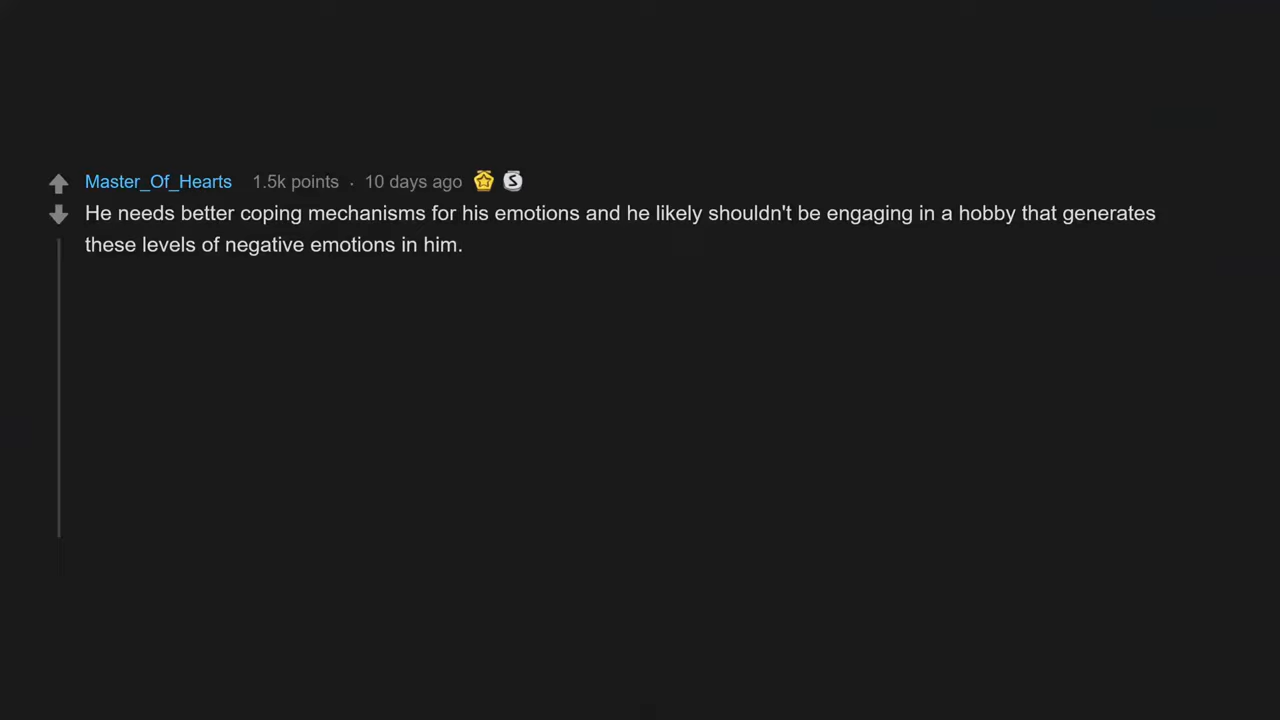 Master_Of_Hearts 1.5k points · 10 days ago S
He needs better coping mechanisms for his emotions and he likely shouldn't be engaging in a hobby that generates
these levels of negative emotions in him.